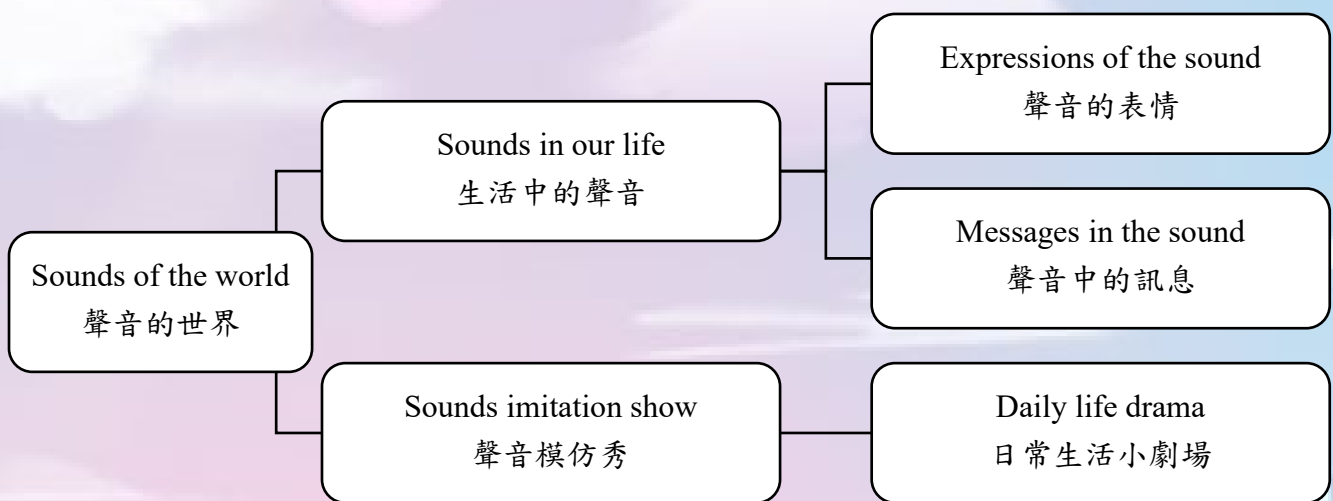 Sounds of the world
聲音的世界
Sounds in our life
生活中的聲音
Expressions of the sound
聲音的表情
Messages in the sound
聲音中的訊息
Sounds imitation show
聲音模仿秀
Daily life drama
日常生活小劇場